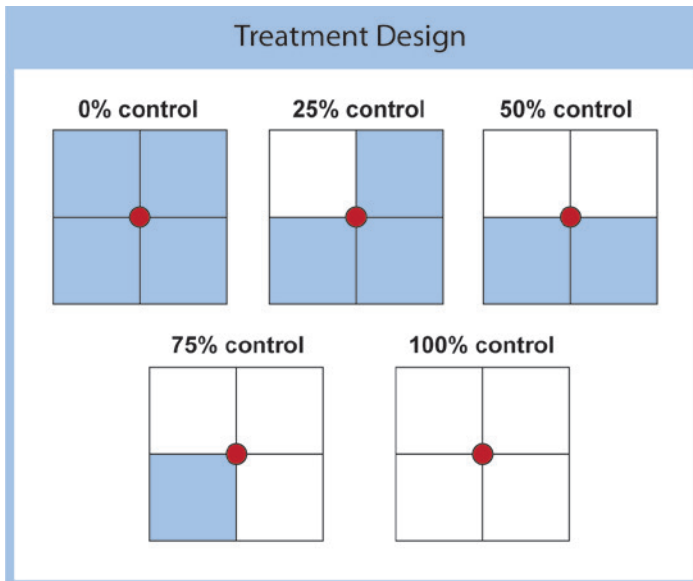 Treatment Design
0% control
25% control
50% control
75% control
100% control